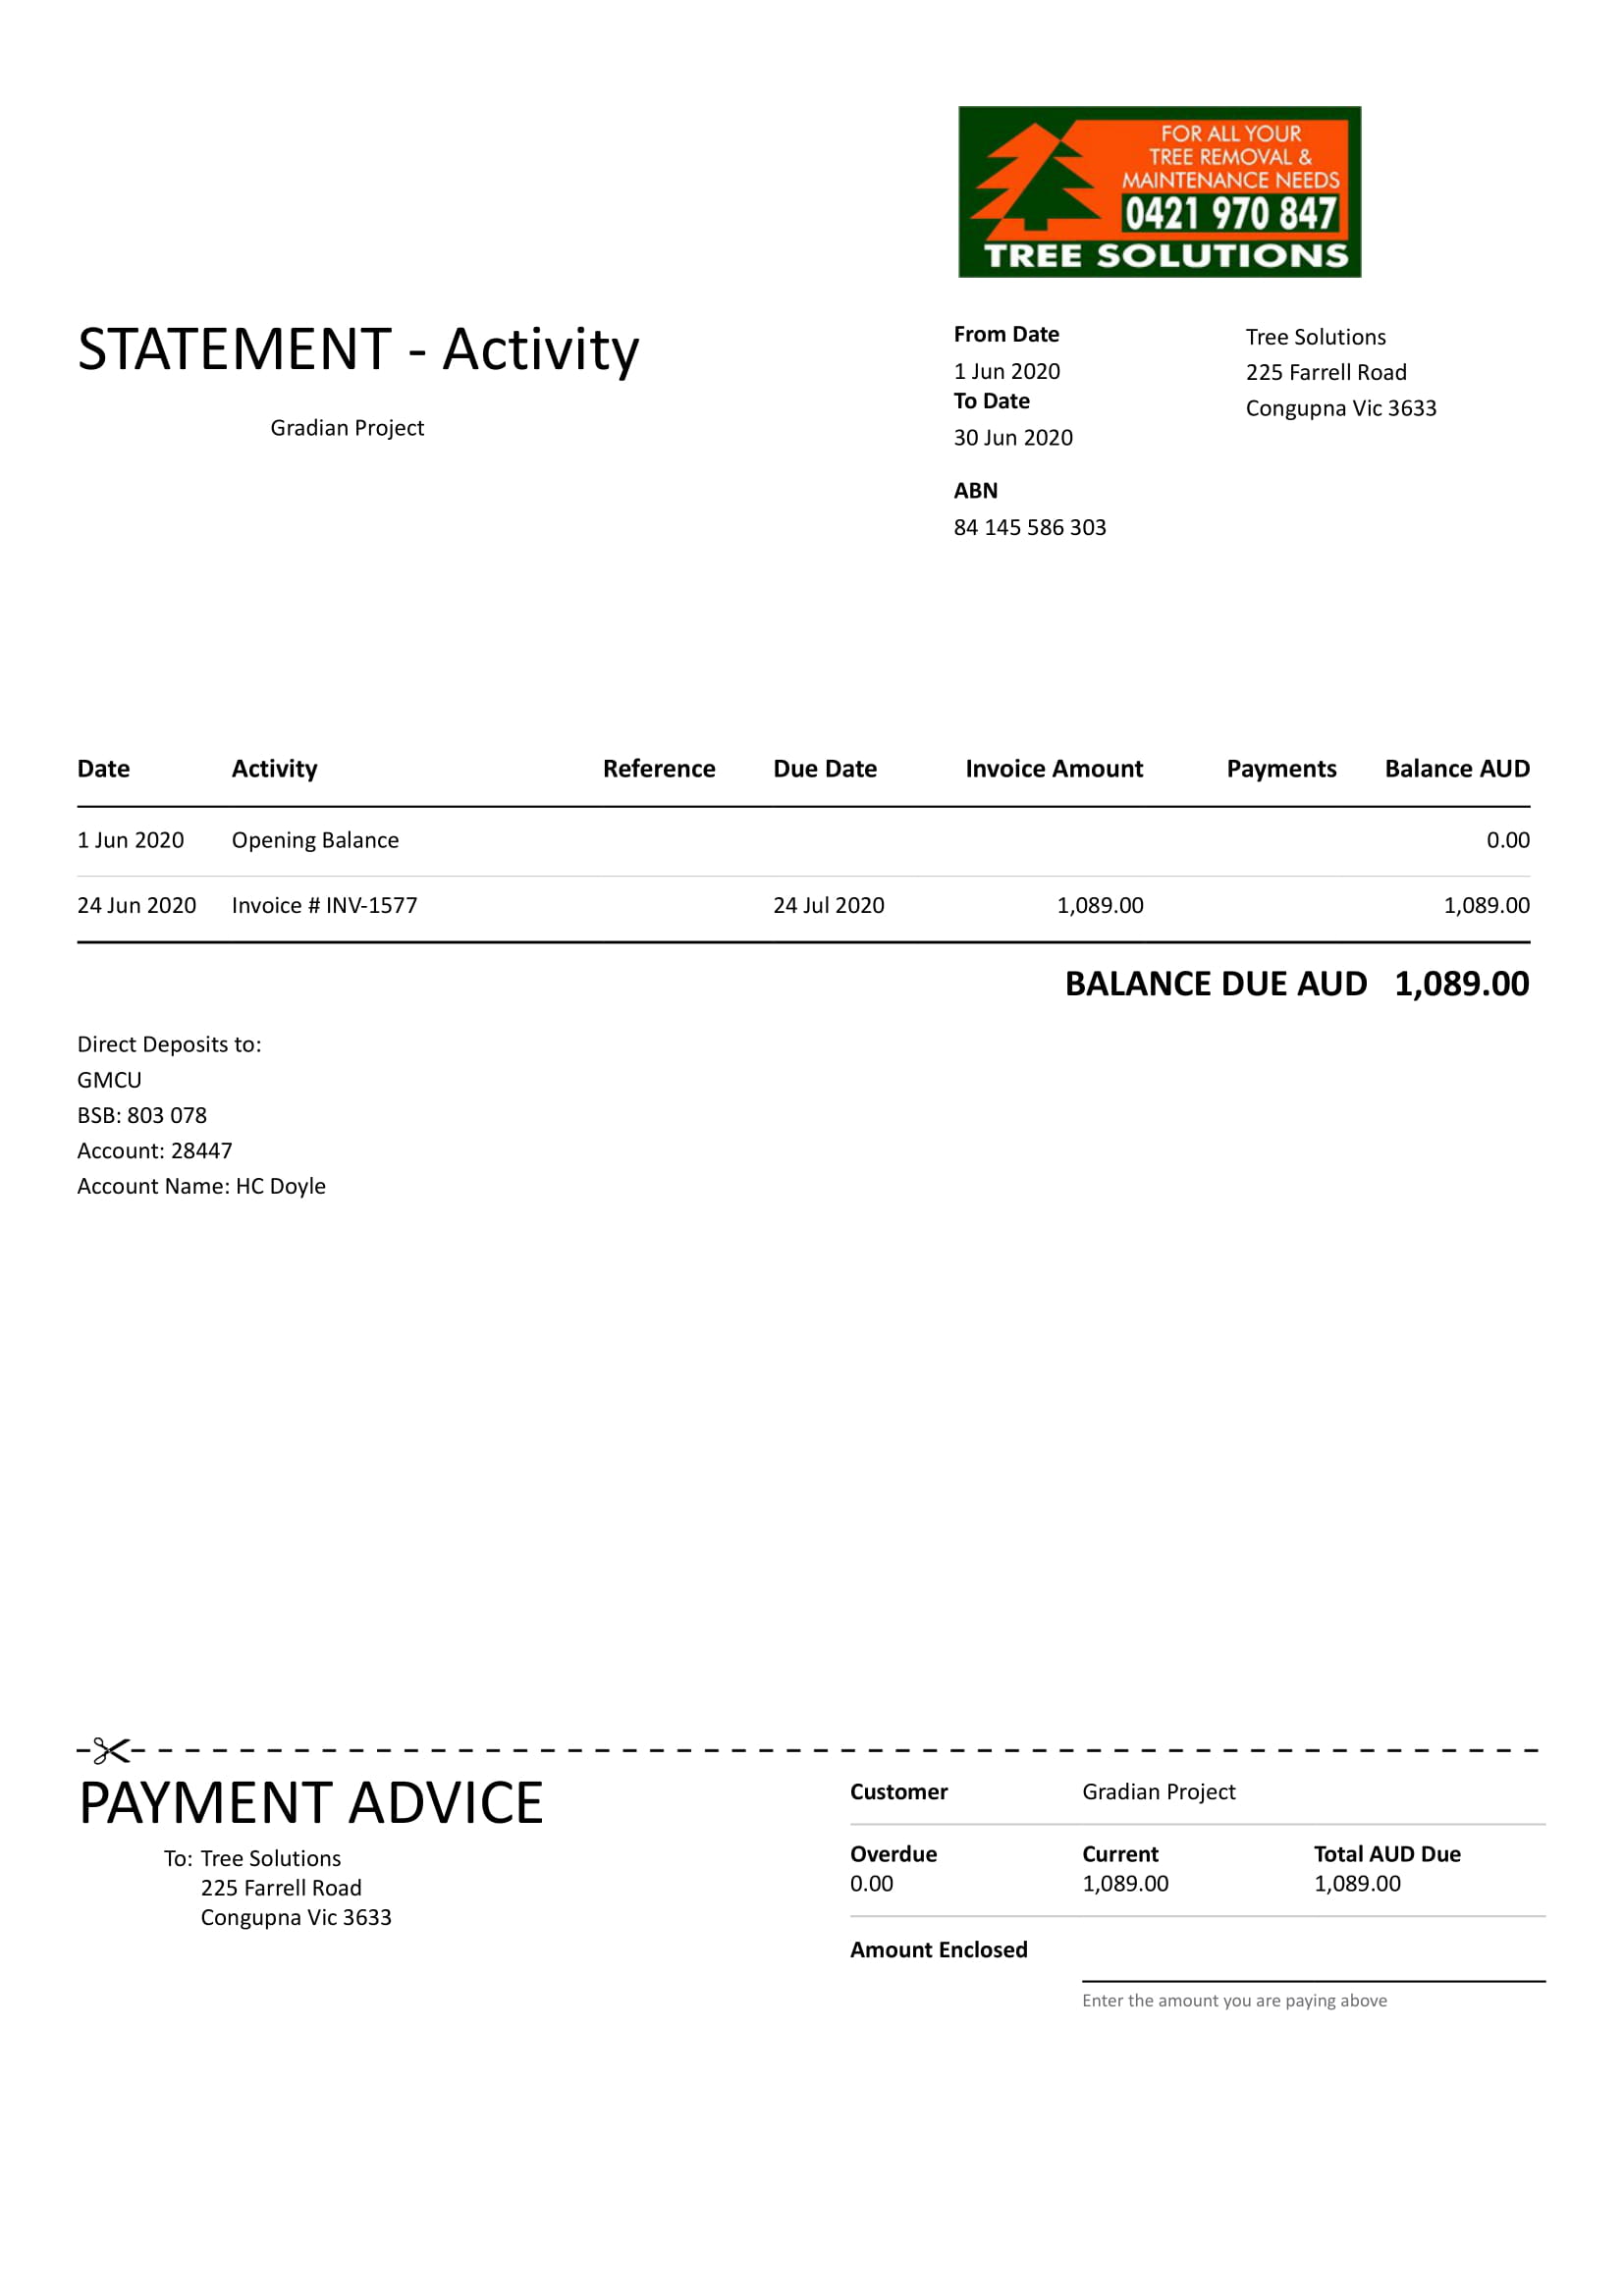 FOR ALL YOUR
TREE REMOVAL &
MAINTENANCE NEEDS
0421 970 847
TREE SOLUTIONS
STATEMENT - Activity
Gradian Project
From Date
1 Jun 2020
To Date
30 Jun 2020
ABN
84 145 586 303
Tree Solutions
225 Farrell Road
Congupna Vic 3633
Date Activity Reference Due Date Invoice Amount Payments Balance AUD
1 Jun 2020 Opening Balance 0.00
24 Jun 2020 Invoice # INV-1577 24 Jul 2020 1,089.00 1,089.00
BALANCE DUE AUD 1,089.00
Direct Deposits to:
GMCU
BSB: 803 078
Account: 28447
Account Name: HC Doyle
PAYMENT ADVICE
To: Tree Solutions
225 Farrell Road
Congupna Vic 3633
Customer Gradian Project
Overdue Current Total AUD Due
0.00 1,089.00 1,089.00
Amount Enclosed
Enter the amount you are paying above